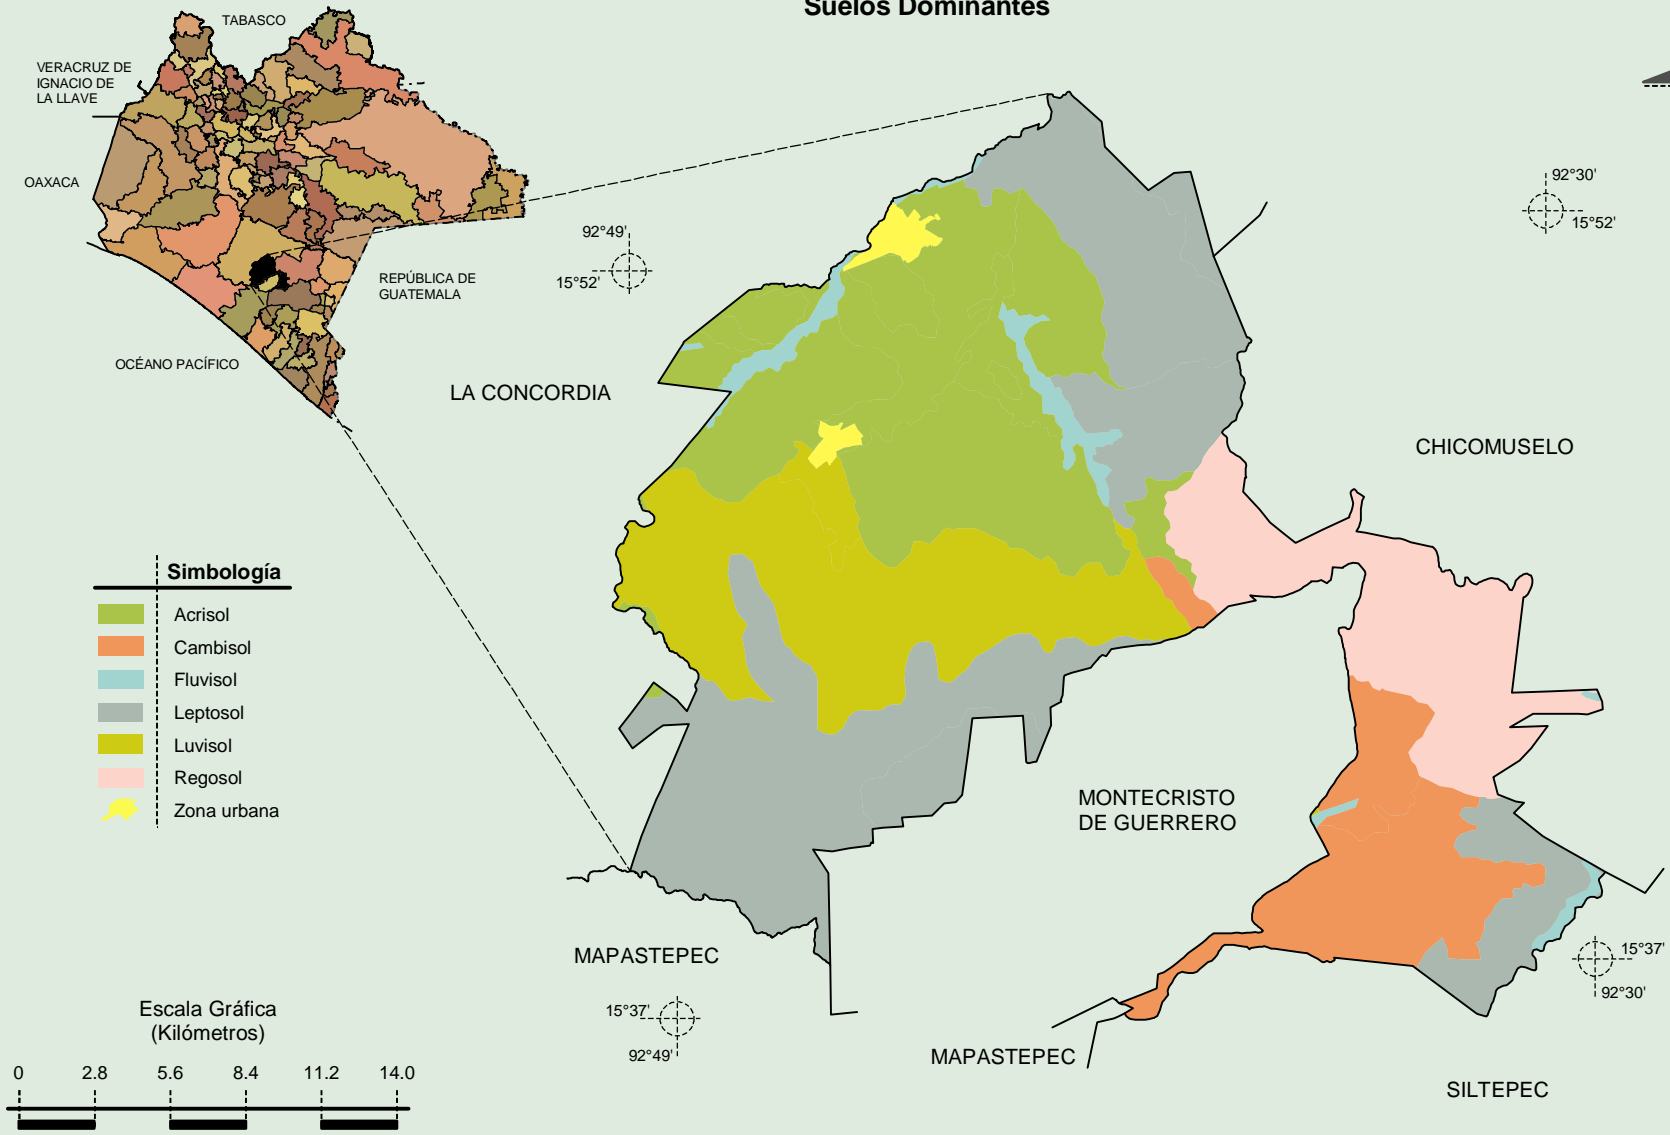 Suelos Dominantes
TABASCO
VERACRUZ DE
IGNACIO DE
LA LLAVE
OAXACA
REPÚBLICA DE
GUATEMALA
OCÉANO PACÍFICO
92°49'
15°52'
92°30'
15°52'
LA CONCORDIA
CHICOMUSELO
Simbología
Acrisol
Cambisol
Fluvisol
Leptosol
Luvisol
Regosol
Zona urbana
MONTECRISTO
DE GUERRERO
MAPASTEPEC
15°37'
92°49'
15°37'
92°30'
MAPASTEPEC
SILTEPEC
Escala Gráfica
(Kilómetros)
0 2.8 5.6 8.4 11.2 14.0